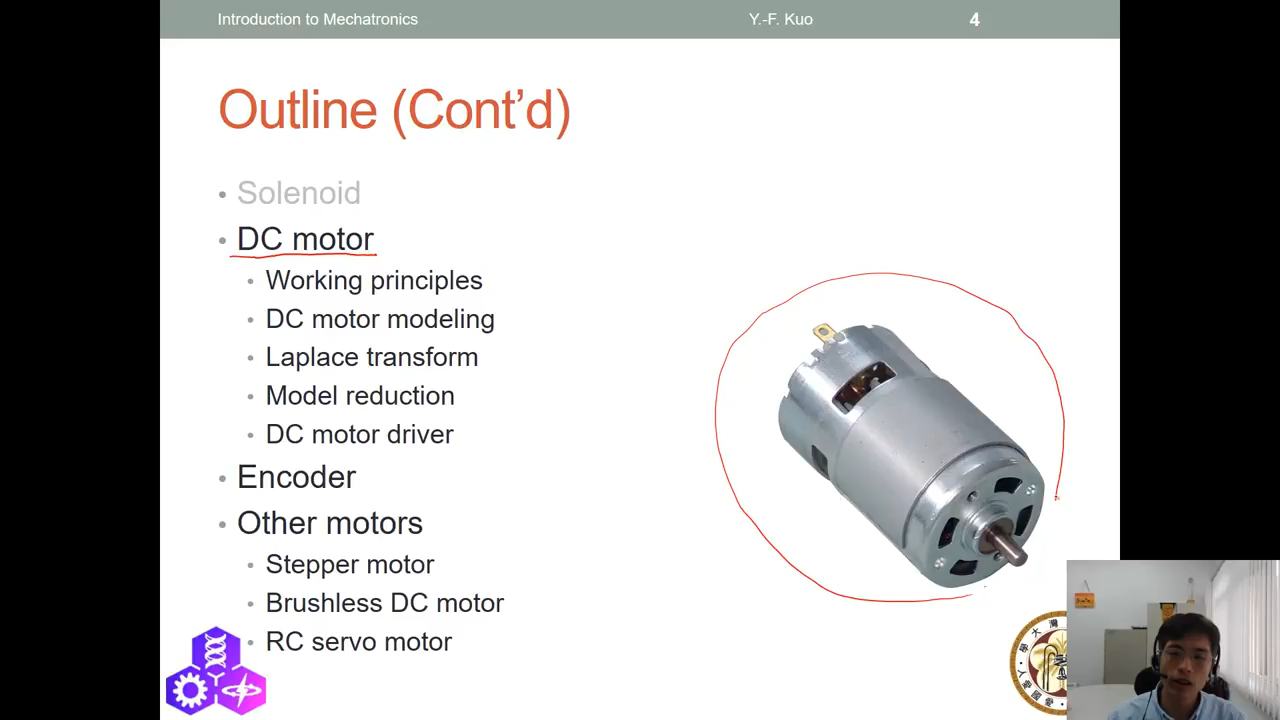 Introduction to Mechatronics
Y.-F. Kuo
4
Outline (Cont’d)
• Solenoid
• DC motor
• Working principles
• DC motor modeling
• Laplace transform
• Model reduction
• DC motor driver
• Encoder
• Other motors
• Stepper motor
• Brushless DC motor
• RC servo motor